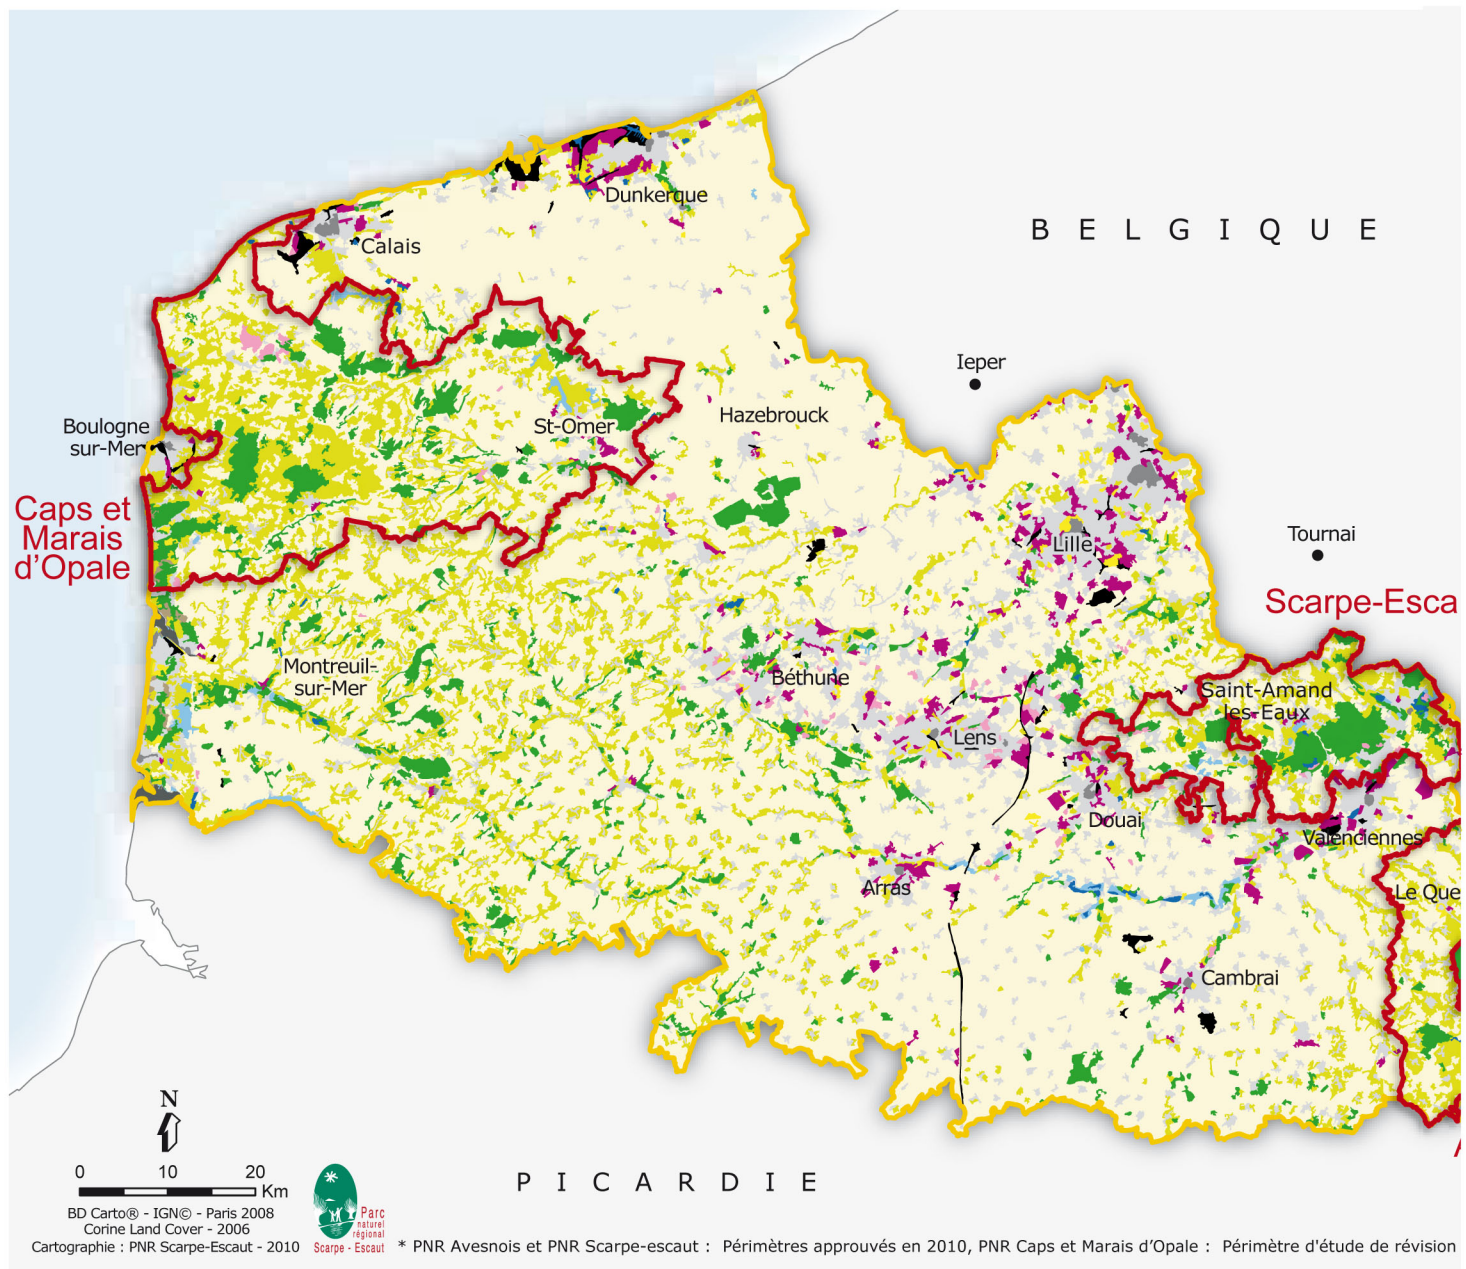 Dunkerque
Calais
B E L G I Q U E
Ieper
Hazebrouck
St-Omer
Boulogne
sur-Mer
Caps et
Marais
d'Opale
Tournai
Lille
Scarpe-Esca
Montreuil-
sur-Mer
Béthune
Saint-Amand
les-Eaux
Lens
Douai
Valenciennes
Arras
Le Que
Cambrai
N
0 10 20
Km
P I C A R D I E
BD Carto® - IGN© - Paris 2008
Corine Land Cover - 2006
Cartographie : PNR Scarpe-Escaut - 2010
Parc
naturel
régional
Scarpe - Escaut
* PNR Avesnois et PNR Scarpe-escaut : Périmètres approuvés en 2010, PNR Caps et Marais d'Opale : Périmètre d'étude de révision